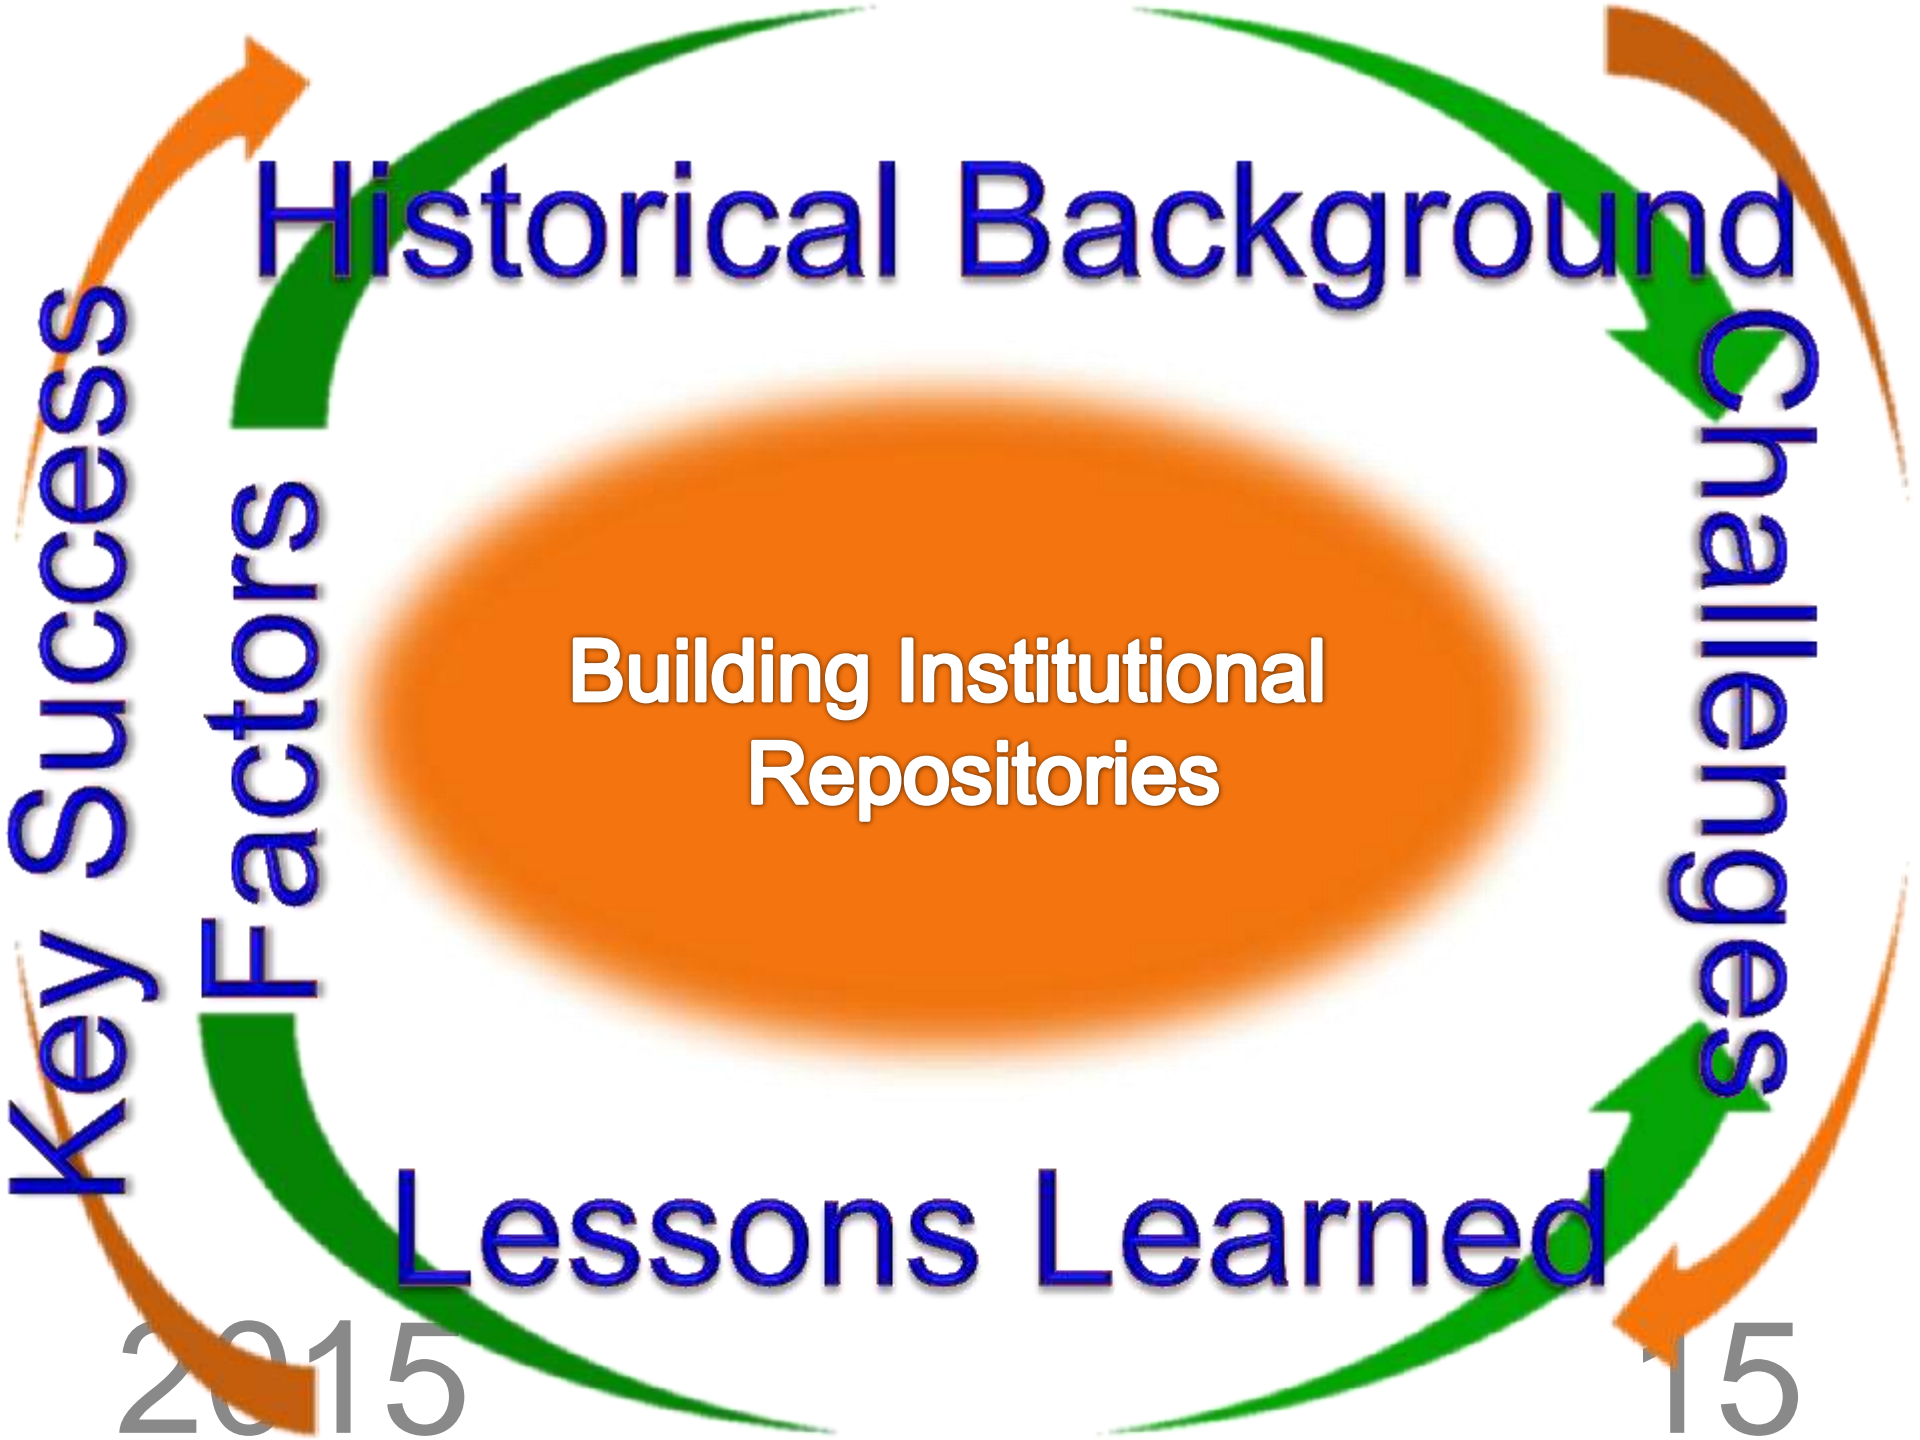 Historical Background
Key Success
Factors
Building Institutional
Repositories
Challenges
Lessons Learned
2015
15